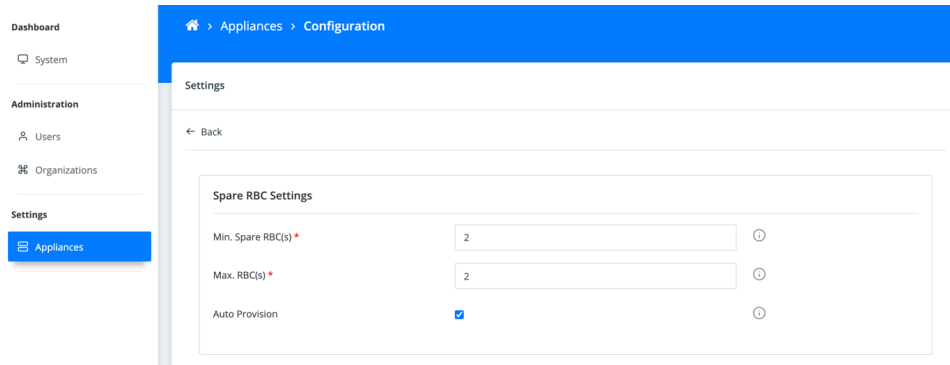 Dashboard
System
Administration
Users
Organizations
Settings
Appliances
Appliances > Configuration
Settings
← Back
Spare RBC Settings
Min. Spare RBC(s) *
2
Max. RBC(s) *
2
Auto Provision